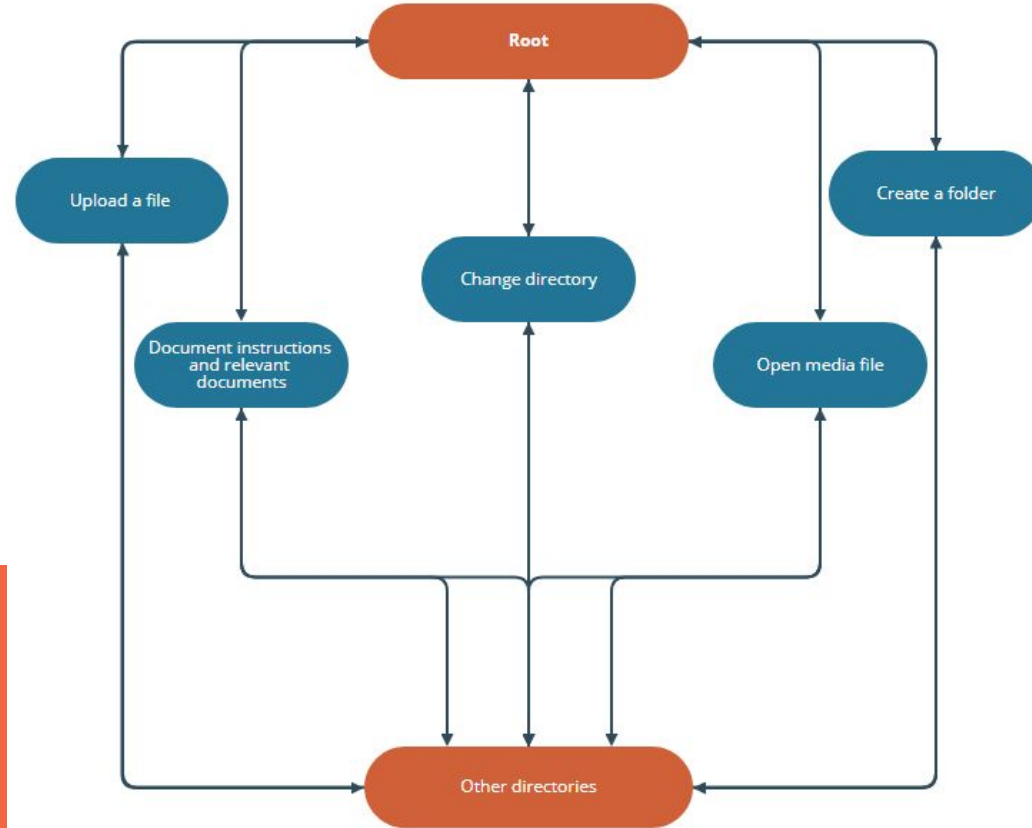 Root
Upload a file
Create a folder
Change directory
Document instructions
and relevant
documents
Open media file
Other directories